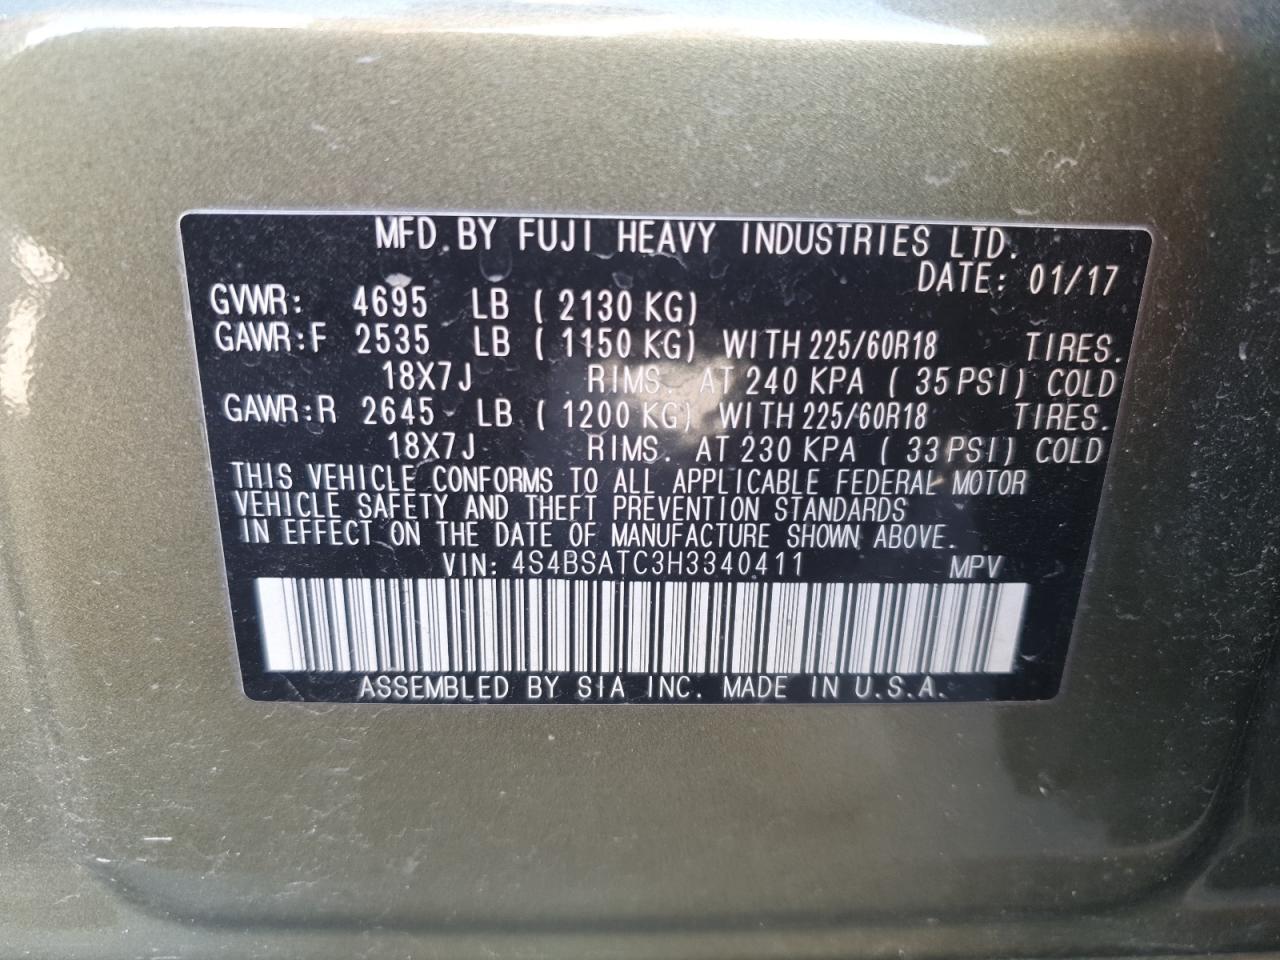 MFD. BY FUJI HEAVY INDUSTRIES LTD.
DATE: 01/17
GVWR: 4695 LB ( 2130 KG)
GAWR:F 2535 LB ( 1150 KG) WITH 225/60R18 TIRES.
18X7J RIMS. AT 240 KPA ( 35 PSI) COLD
GAWR:R 2645 LB ( 1200 KG) WITH 225/60R18 TIRES.
18X7J RIMS. AT 230 KPA ( 33 PSI) COLD
THIS VEHICLE CONFORMS TO ALL APPLICABLE FEDERAL MOTOR
VEHICLE SAFETY AND THEFT PREVENTION STANDARDS
IN EFFECT ON THE DATE OF MANUFACTURE SHOWN ABOVE.
VIN: 4S4BSATC3H3340411 MPV
ASSEMBLED BY SIA INC. MADE IN U.S.A.